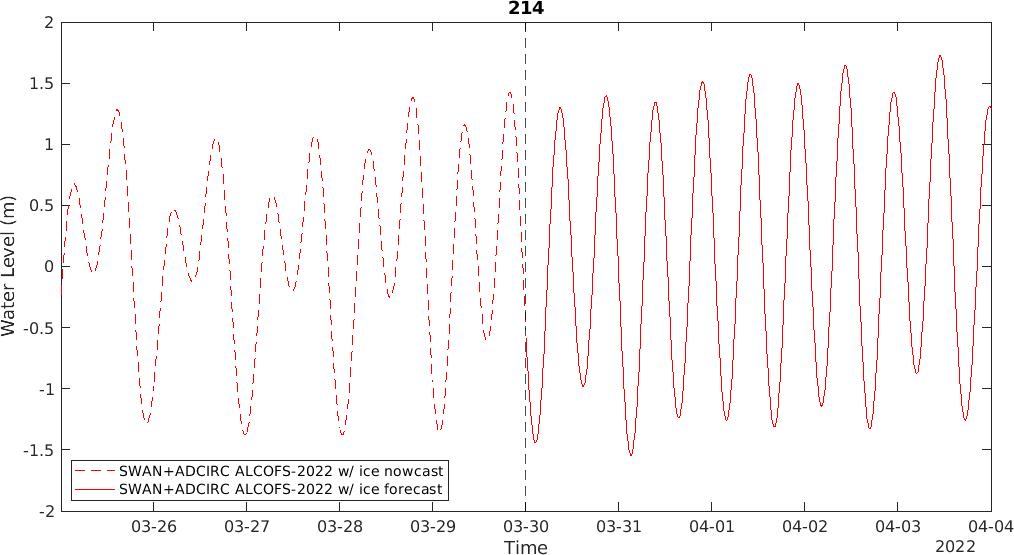 214
2
1.5
1
0.5
0
-0.5
-1
-1.5
-2
Water Level (m)
SWAN+ADCIRC ALCOFS-2022 w/ ice nowcast
SWAN+ADCIRC ALCOFS-2022 w/ ice forecast
03-26 03-27 03-28 03-29 03-30 03-31 04-01 04-02 04-03 04-04
Time
2022